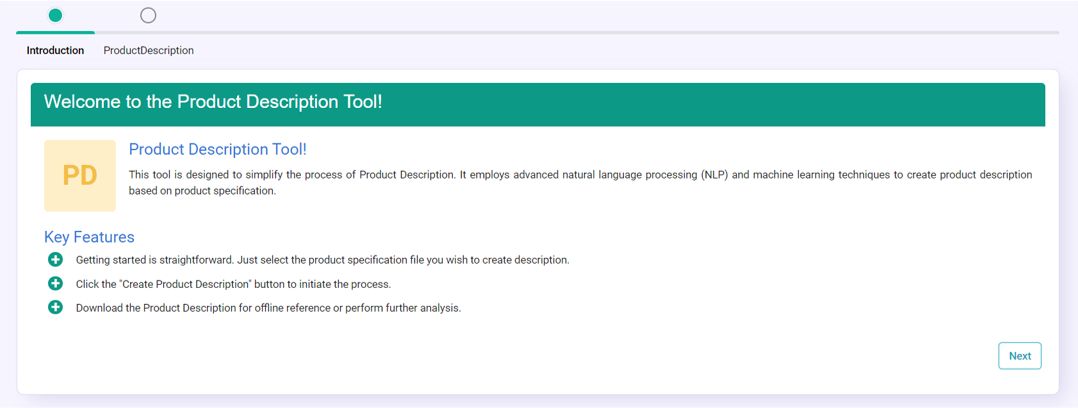 Introduction
ProductDescription
Welcome to the Product Description Tool!
PD
Product Description Tool!
This tool is designed to simplify the process of Product Description. It employs advanced natural language processing (NLP) and machine learning techniques to create product description
based on product specification.
Key Features
Getting started is straightforward. Just select the product specification file you wish to create description.
Click the "Create Product Description" button to initiate the process.
Download the Product Description for offline reference or perform further analysis.
Next